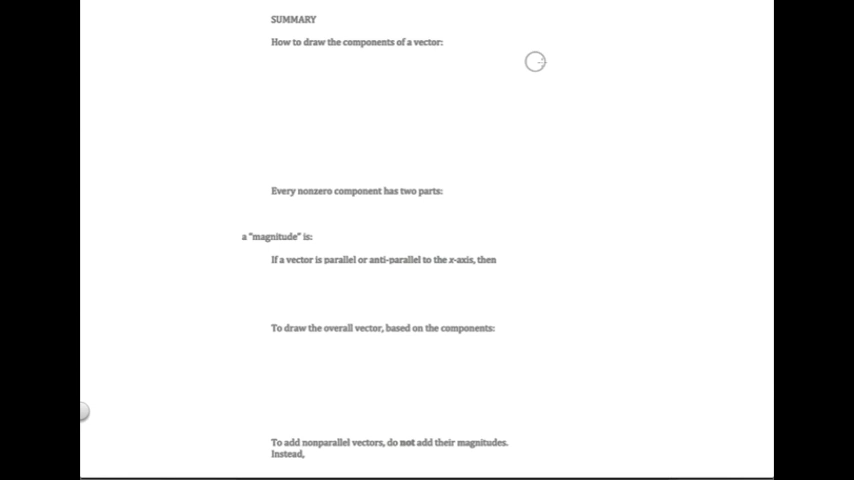 SUMMARY
How to draw the components of a vector:
Every nonzero component has two parts:
a “magnitude” is:
If a vector is parallel or anti-parallel to the x-axis, then
To draw the overall vector, based on the components:
To add nonparallel vectors, do not add their magnitudes.
Instead,